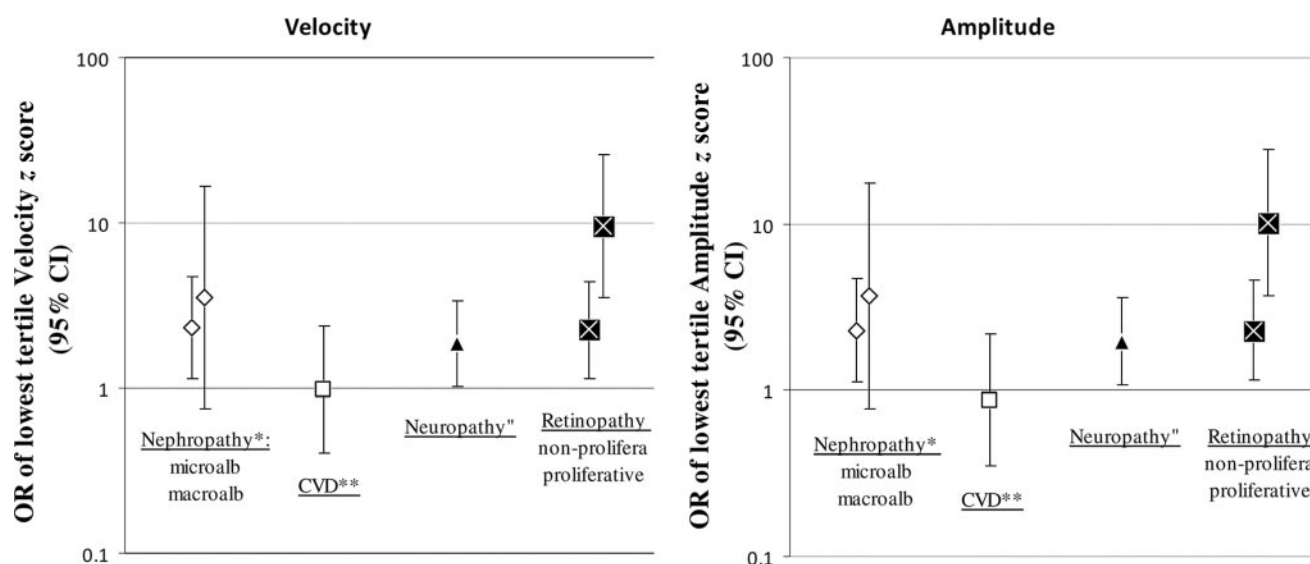 Velocity
OR of lowest tertile Velocity z score
(95% CI)
100
10
1
0.1
Nephropathy*:
microalb
macroalb
CVD**
Neuropathy"
Retinopathy
non-prolifera
proliferative
Amplitude
OR of lowest tertile Amplitude z score
(95% CI)
100
10
1
0.1
Nephropathy*
microalb
macroalb
CVD**
Neuropathy"
Retinopathy
non-prolifera
proliferative